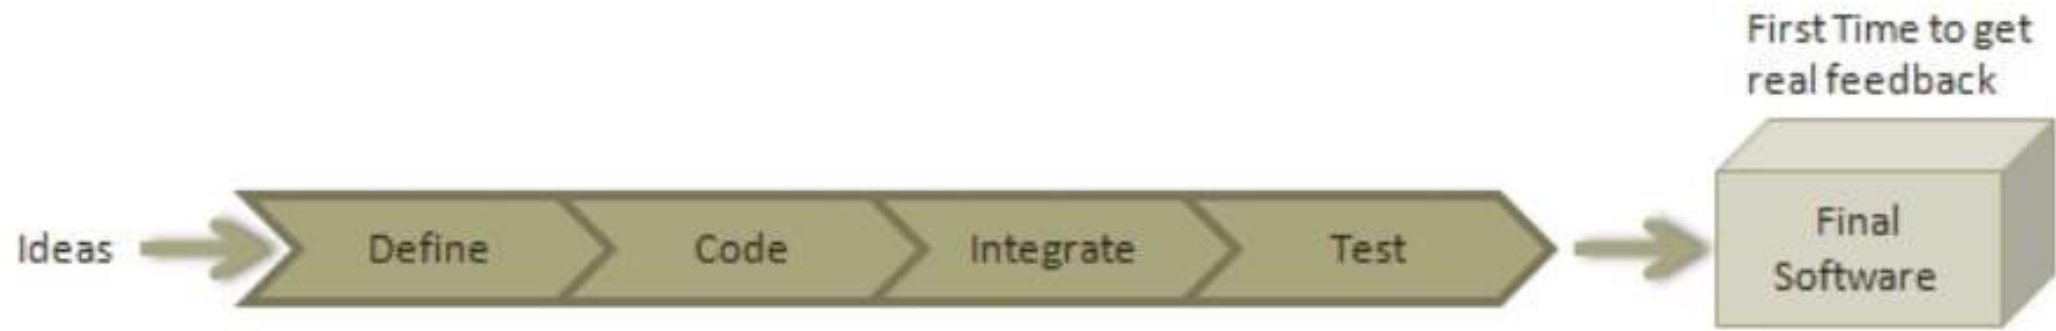 First Time to get
real feedback
Ideas
Define
Code
Integrate
Test
Final
Software